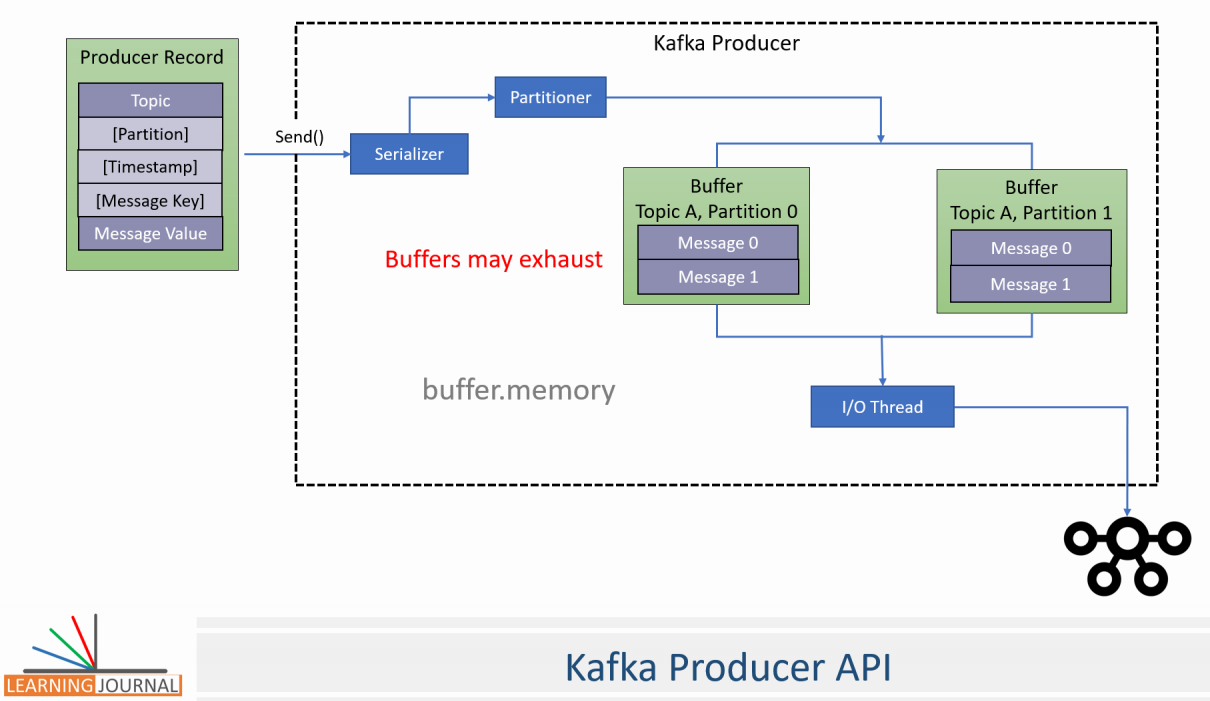 Kafka Producer
Producer Record
Topic
[Partition]
[Timestamp]
[Message Key]
Message Value
Send()
Serializer
Partitioner
Buffer
Topic A, Partition 0
Message 0
Message 1
Buffer
Topic A, Partition 1
Message 0
Message 1
Buffers may exhaust
buffer.memory
I/O Thread
LEARNING JOURNAL
Kafka Producer API